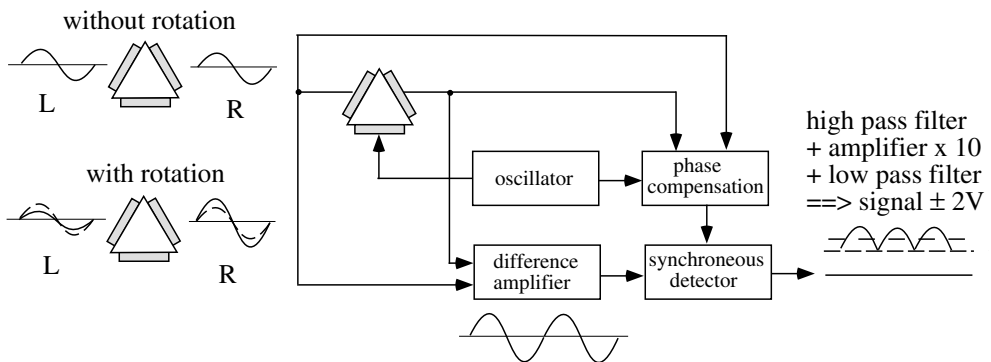 without rotation
L
R
with rotation
L
R
oscillator
phase
compensation
difference
amplifier
synchroneous
detector
high pass filter
+ amplifier x 10
+ low pass filter
==> signal ± 2V